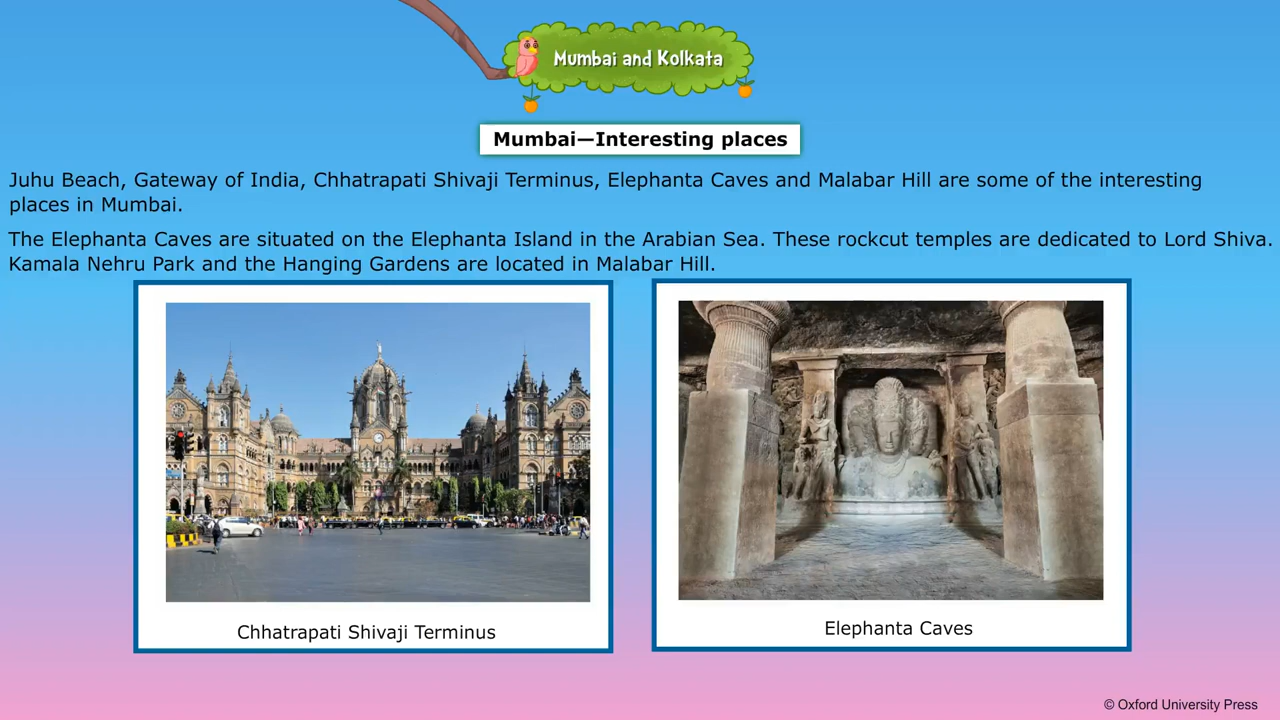 Mumbai and Kolkata
Mumbai—Interesting places
Juhu Beach, Gateway of India, Chhatrapati Shivaji Terminus, Elephanta Caves and Malabar Hill are some of the interesting
places in Mumbai.
The Elephanta Caves are situated on the Elephanta Island in the Arabian Sea. These rockcut temples are dedicated to Lord Shiva.
Kamala Nehru Park and the Hanging Gardens are located in Malabar Hill.
Chhatrapati Shivaji Terminus
Elephanta Caves
© Oxford University Press